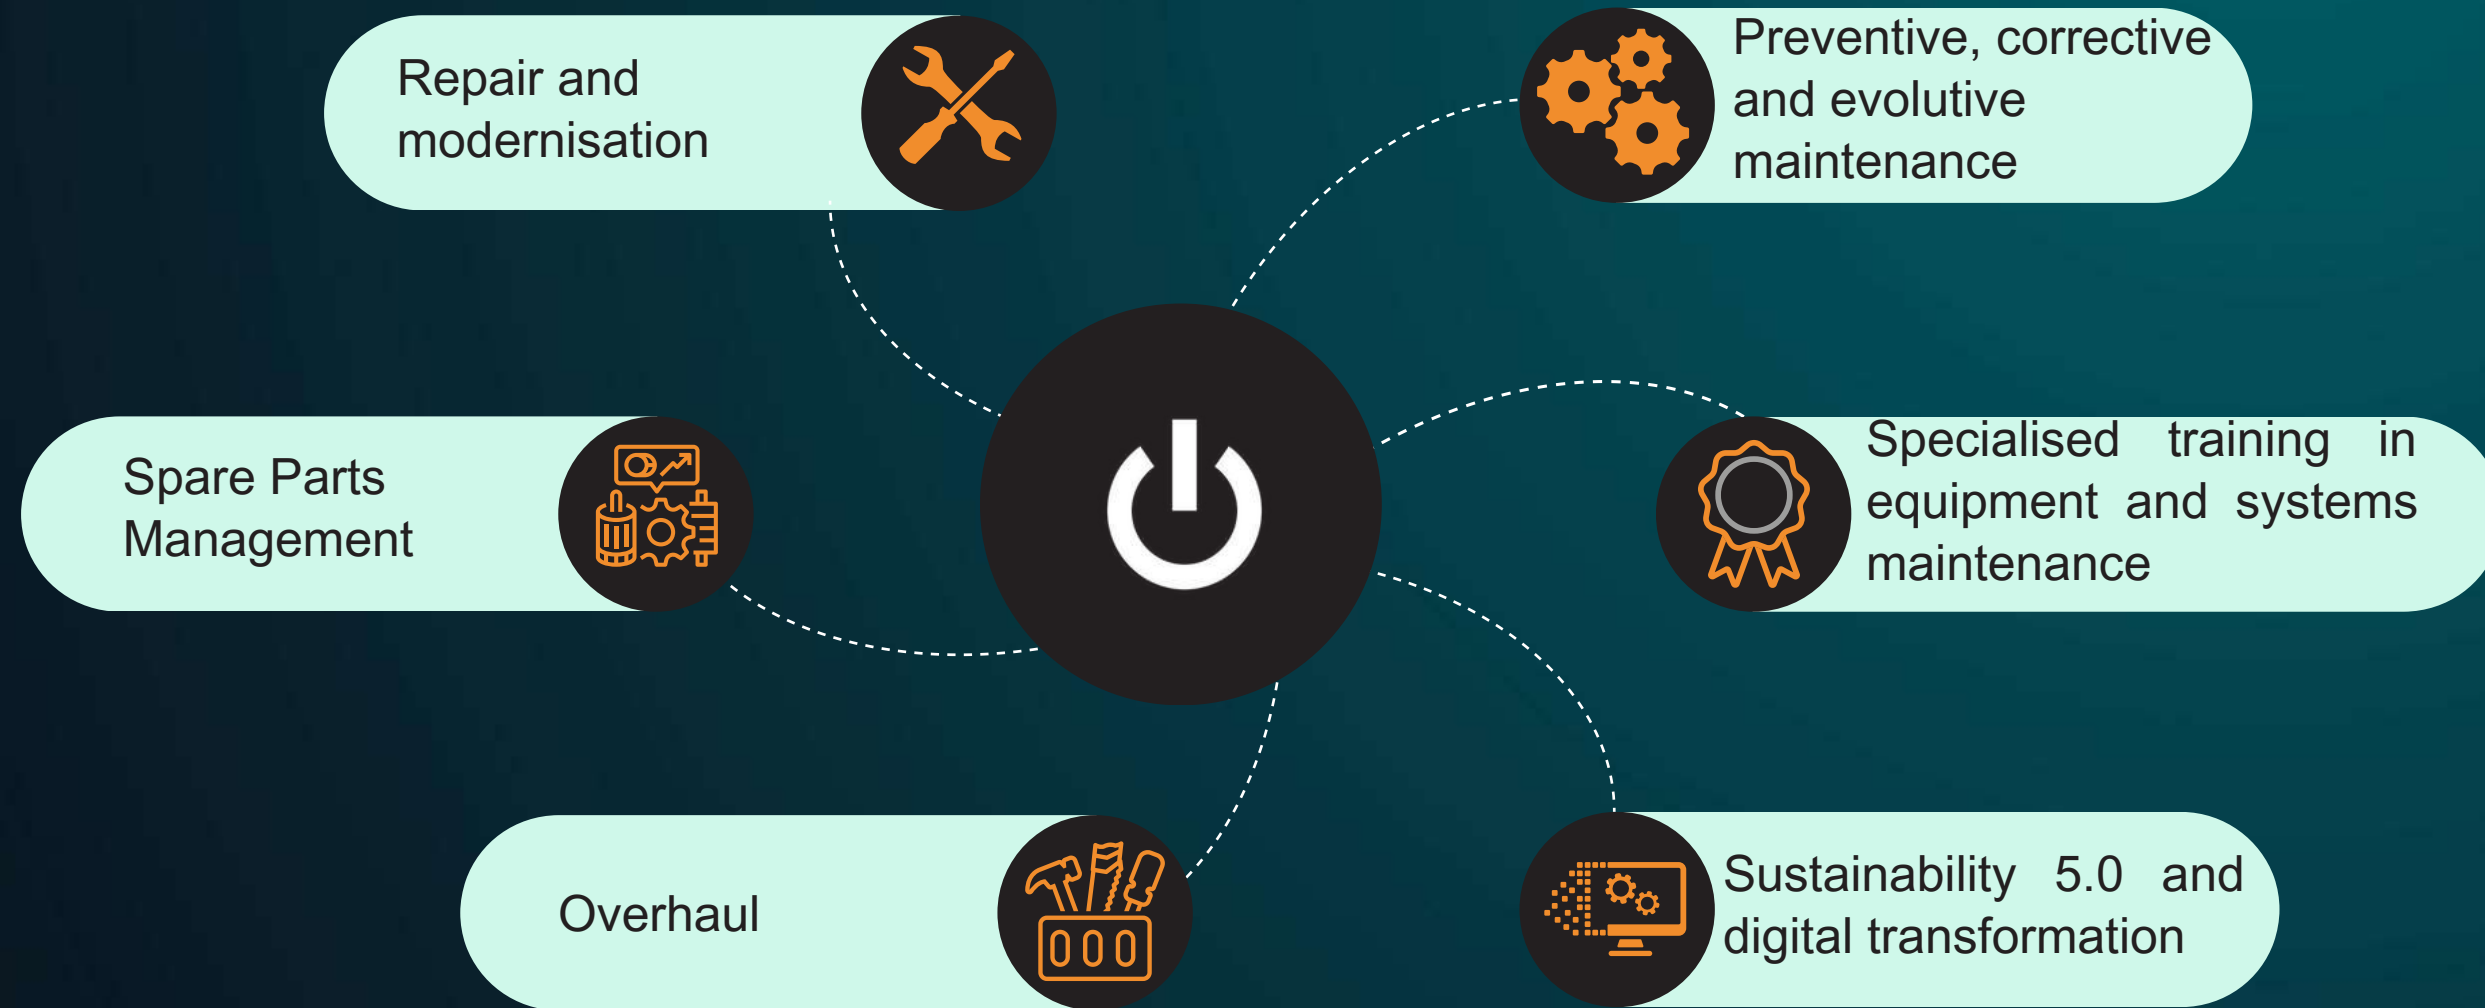 Repair and
modernisation
Preventive, corrective
and evolutive
maintenance
Spare Parts
Management
Specialised training in
equipment and systems
maintenance
Overhaul
Sustainability 5.0 and
digital transformation